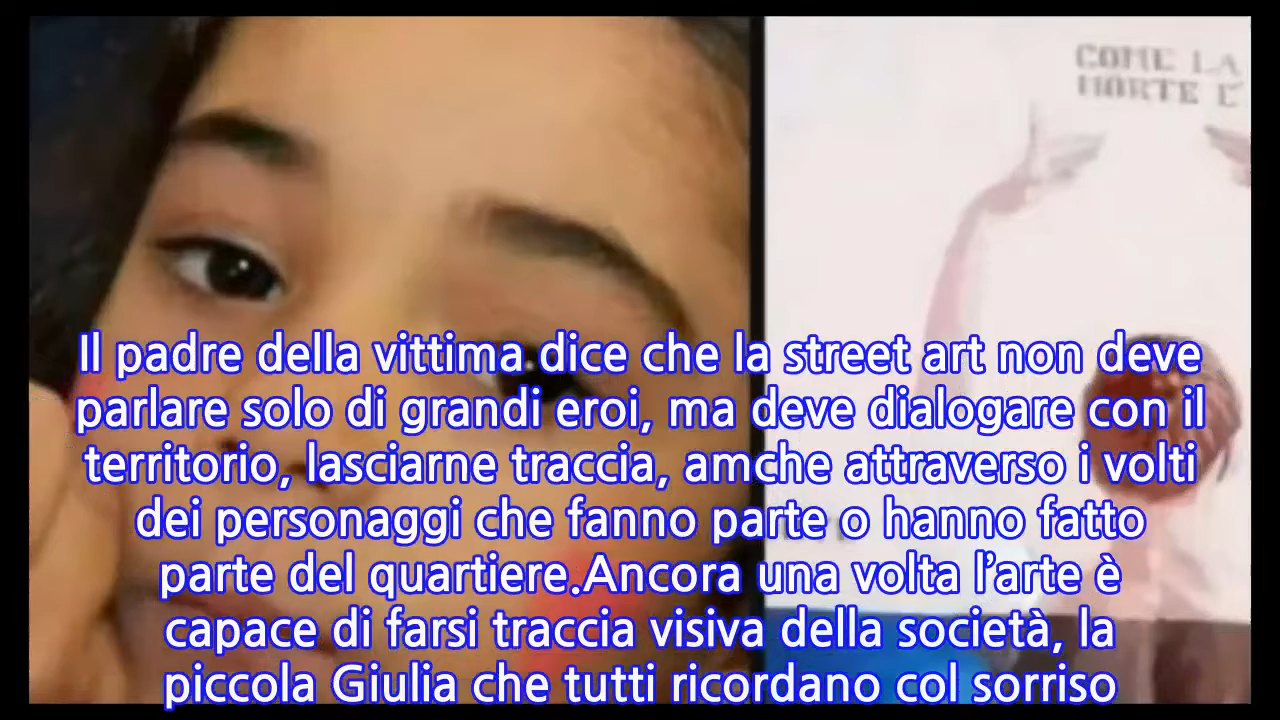 COME LA
MORTE È
Il padre della vittima dice che la street art non deve
parlare solo di grandi eroi, ma deve dialogare con il
territorio, lasciarne traccia, amche attraverso i volti
dei personaggi che fanno parte o hanno fatto
parte del quartiere.Ancora una volta l'arte è
capace di farsi traccia visiva della società, la
piccola Giulia che tutti ricordano col sorriso